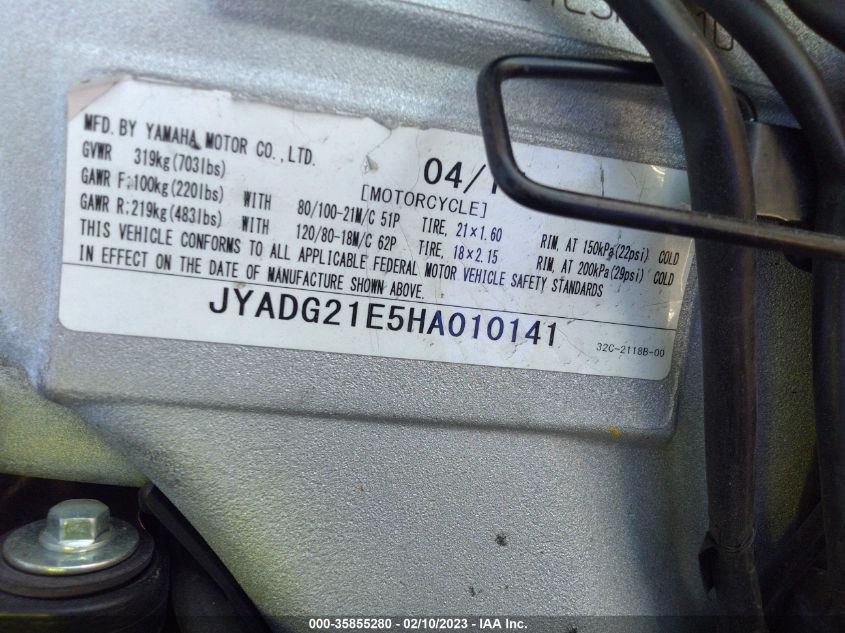 MFD. BY YAMAHA MOTOR CO., LTD.
04/1
GVWR 319kg(703lbs)
[MOTORCYCLE]
GAWR F:100kg(220lbs) WITH 80/100-21M/C 51P TIRE, 21×1.60 RIM, AT 150kPa(22psi) COLD
GAWR R:219kg(483lbs) WITH 120/80-18M/C 62P TIRE, 18×2.15 RIM, AT 200kPa(29psi) COLD
THIS VEHICLE CONFORMS TO ALL APPLICABLE FEDERAL MOTOR VEHICLE SAFETY STANDARDS
IN EFFECT ON THE DATE OF MANUFACTURE SHOWN ABOVE.
JYADG21E5HA010141
32C-2118B-00
000-35855280 - 02/10/2023 - IAA Inc.